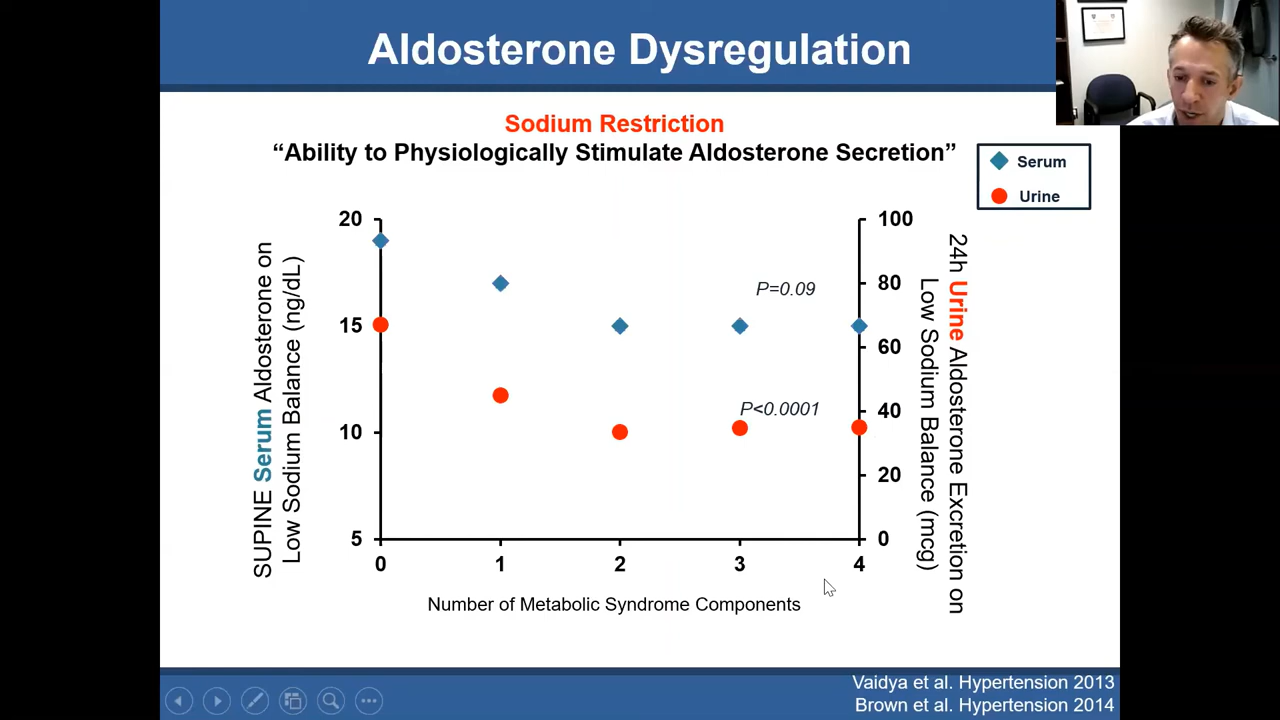 Aldosterone Dysregulation
Sodium Restriction
“Ability to Physiologically Stimulate Aldosterone Secretion”
Serum
Urine
SUPINE Serum Aldosterone on
Low Sodium Balance (ng/dL)
20
15
10
5
P=0.09
P<0.0001
100
80
60
40
20
0
24h Urine Aldosterone Excretion on
Low Sodium Balance (mcg)
0 1 2 3 4
Number of Metabolic Syndrome Components
Vaidya et al. Hypertension 2013
Brown et al. Hypertension 2014